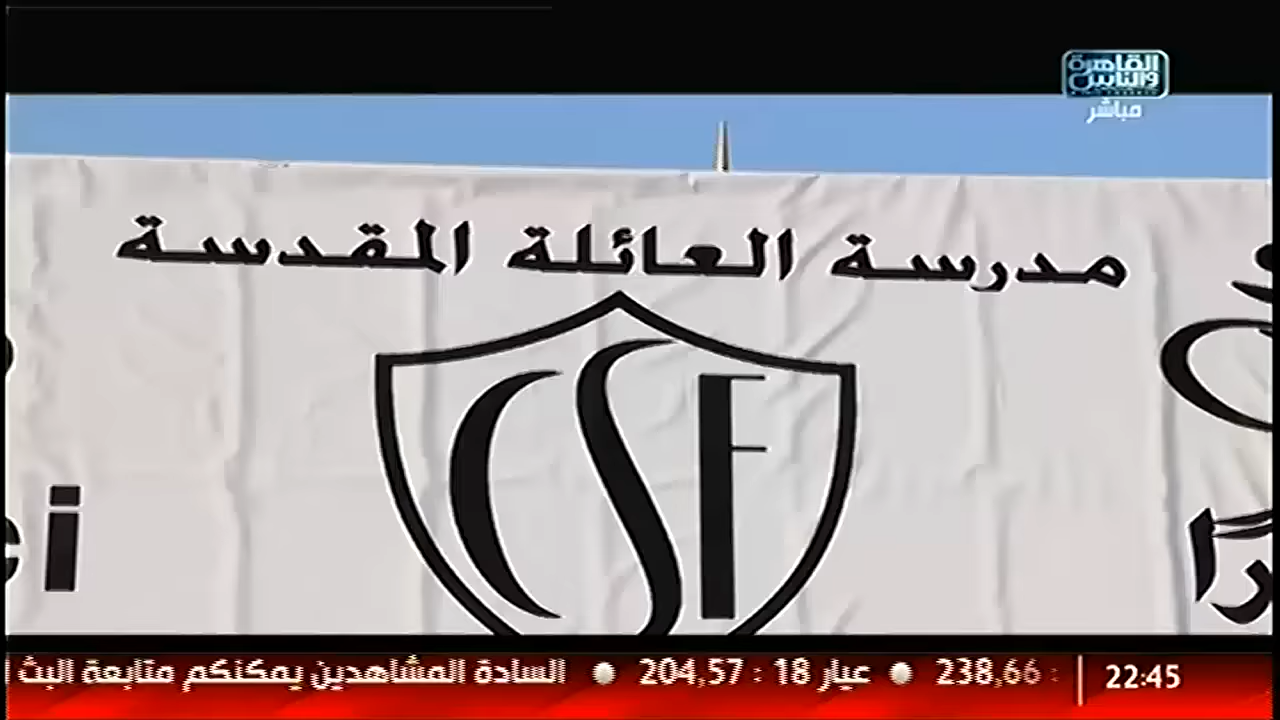 القاهرة
والناس
مباشر
مدرسة العائلة المقدسة
CSF
ei
22:45 238,66 : ● عيار 18 : 204,57 ● السادة المشاهدين يمكنكم متابعة البث